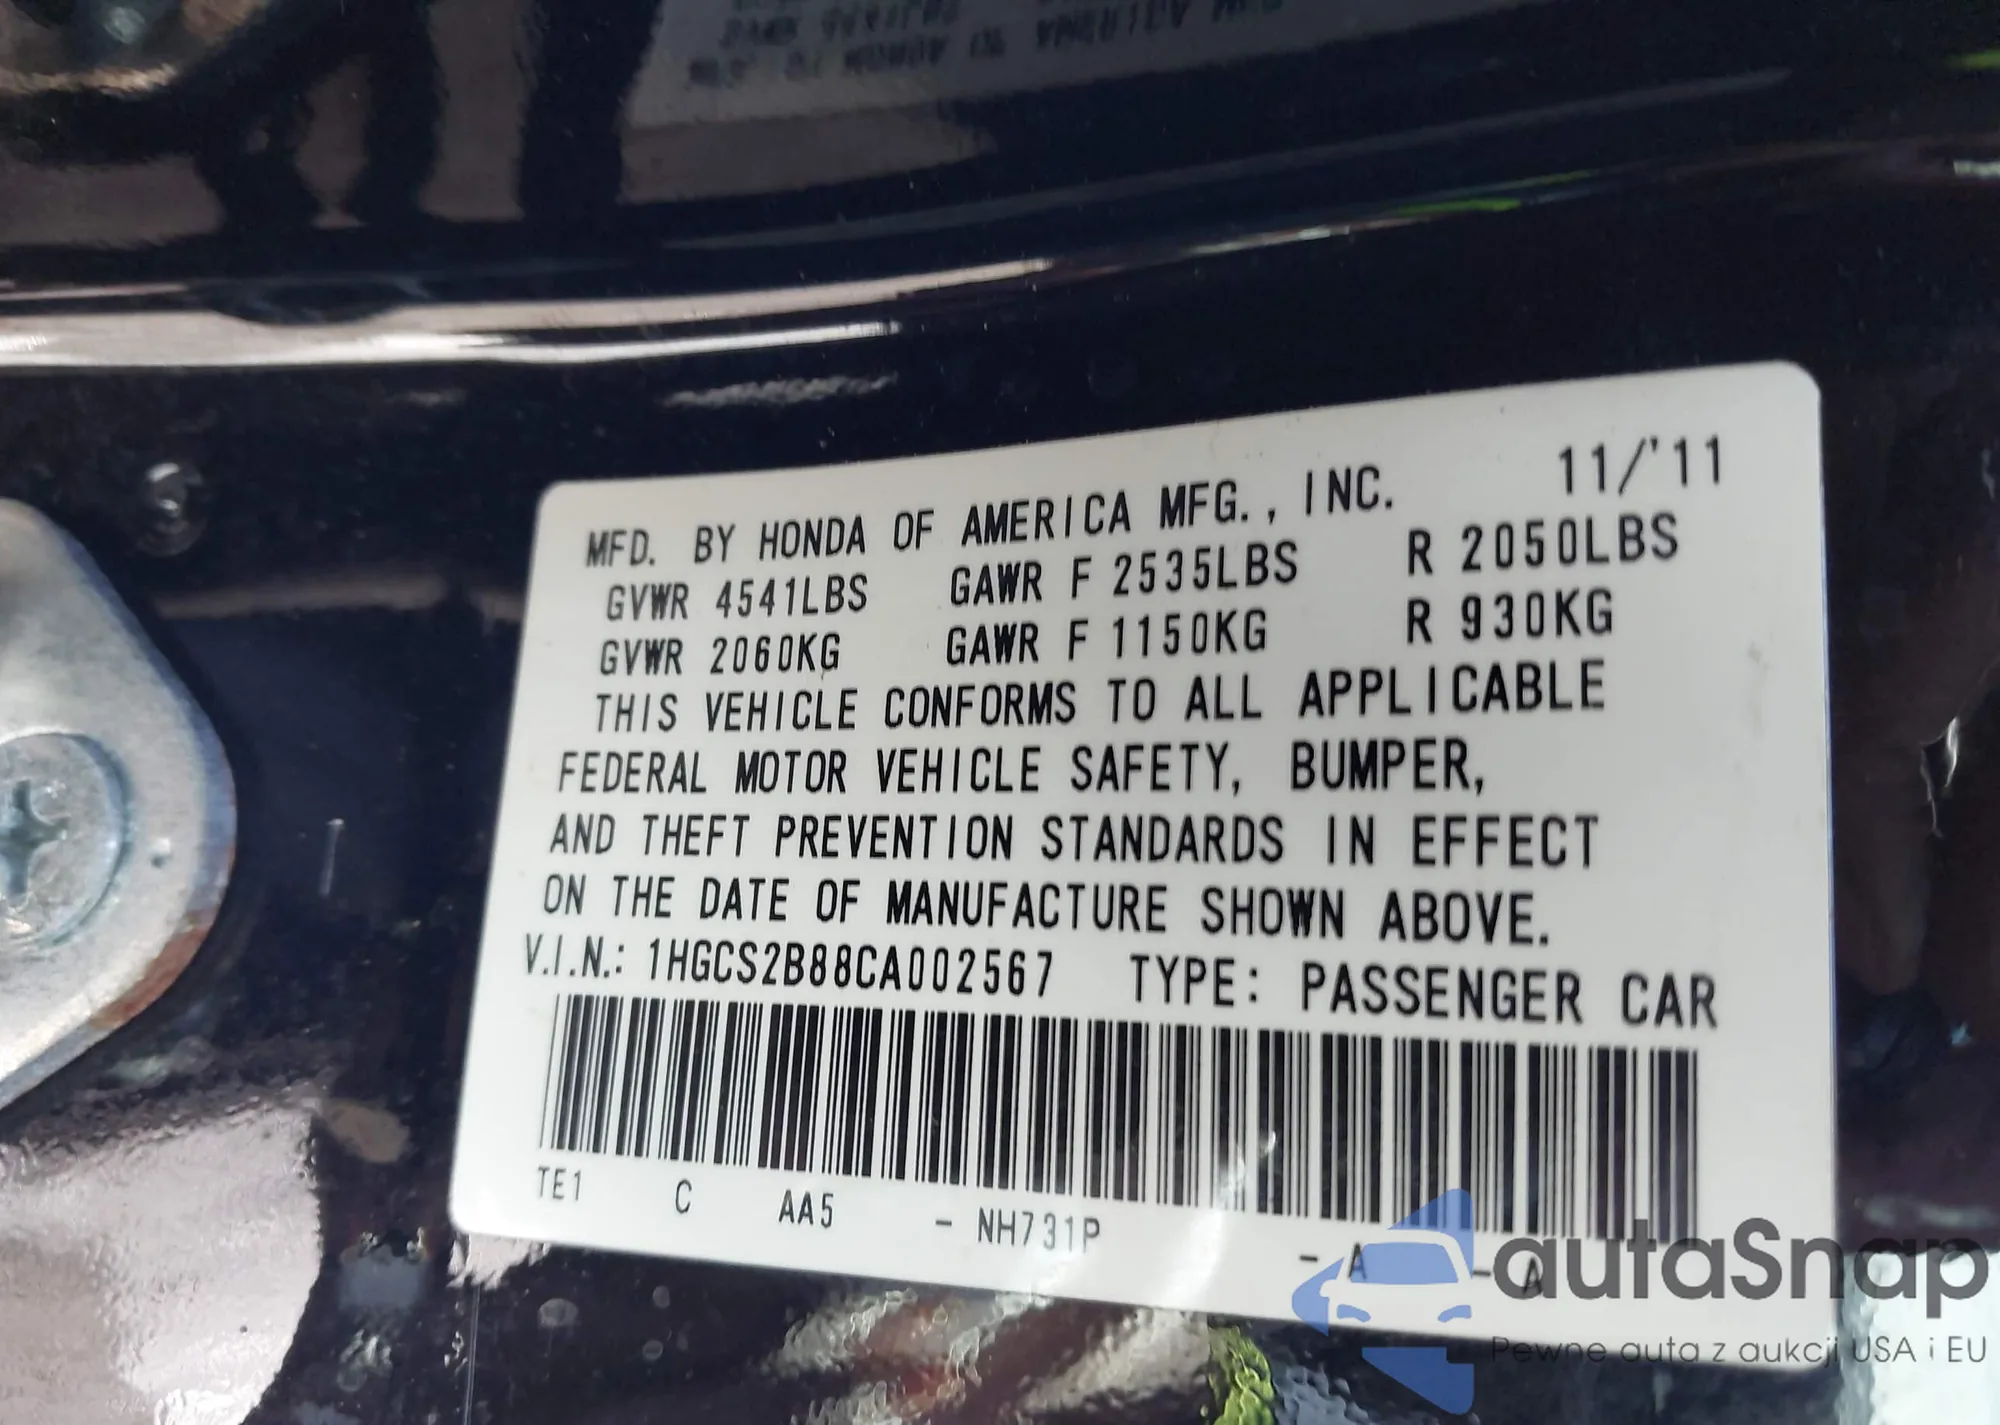 MFD. BY HONDA OF AMERICA MFG., INC. 11/'11
GVWR 4541LBS GAWR F 2535LBS R 2050LBS
GVWR 2060KG GAWR F 1150KG R 930KG
THIS VEHICLE CONFORMS TO ALL APPLICABLE
FEDERAL MOTOR VEHICLE SAFETY, BUMPER,
AND THEFT PREVENTION STANDARDS IN EFFECT
ON THE DATE OF MANUFACTURE SHOWN ABOVE.
V.I.N.: 1HGCS2B88CA002567 TYPE: PASSENGER CAR
TE1 C AA5 - NH731P - A - A
autaSnap
Pewne auta z aukcji USA i EU